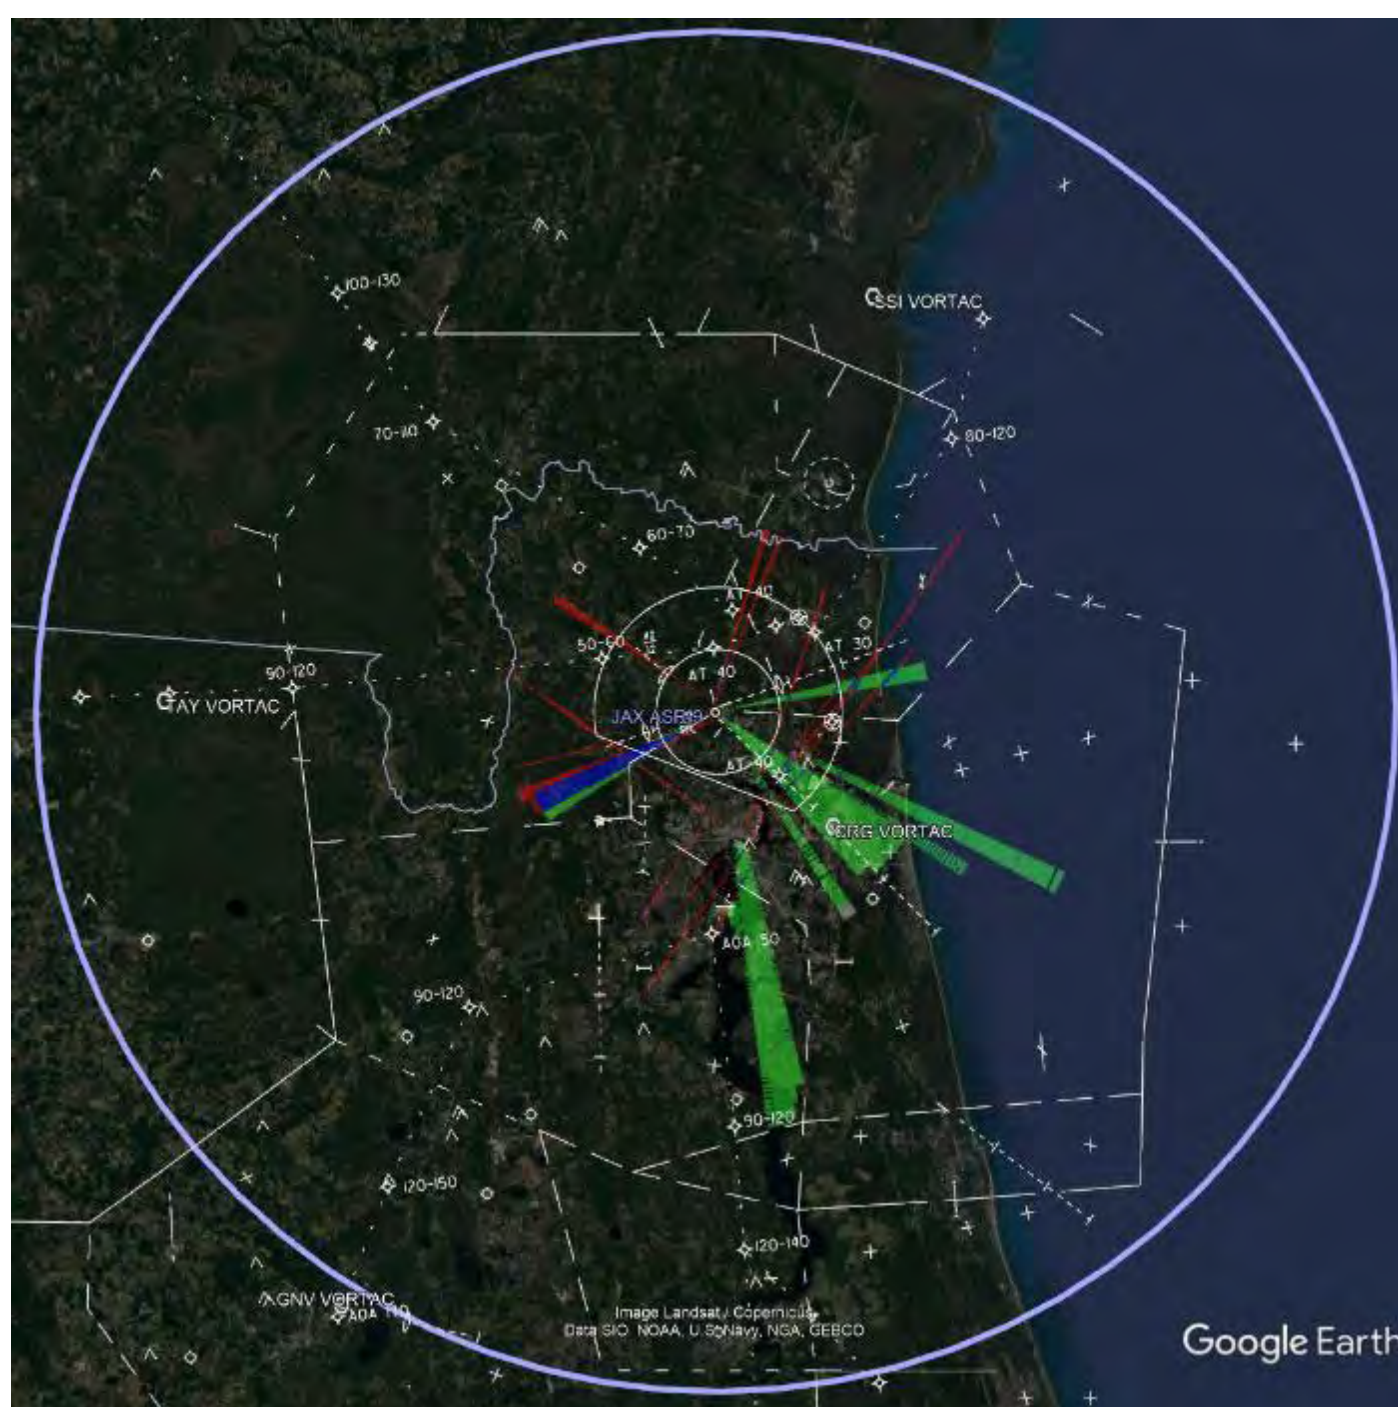 100-130
SSI VORTAC
70-110
80-120
60-70
AT 40
50-60
AT 30
AT 40
90-120
TAY VORTAC
JAX ASR
AT 40
CRG VORTAC
AOA 50
90-120
90-120
120-150
120-140
GNV VORTAC
AOA 110
Image Landsat / Copernicus
Data SIO, NOAA, U.S. Navy, NGA, GEBCO
Google Earth